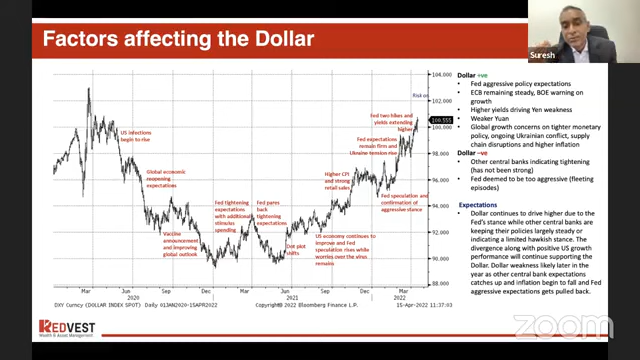 Factors affecting the Dollar
Suresh
104.000
102.000
100.555
100.000
98.000
96.000
94.000
92.000
90.000
88.000
Risk on
US infections
begin to rise
Global economic
reopening
expectations
Vaccine
announcement
and improving
global outlook
Fed tightening
expectations with
additional
stimulus
spending
Fed pares
back
tightening
expectations
Dot plot
shifts
Higher CPI
and strong
retail sales
US economy continues to
improve and Fed
speculation rises while
worries over the virus
remains
Fed two hikes and
yields extending
higher
Fed expectations
remain firm and
Ukraine tension rise
Fed speculation and
confirmation of
aggressive stance
Mar
Jun
Sep
Dec
Mar
Jun
Sep
Dec
Mar
2020
2021
2022
DXY Curncy (DOLLAR INDEX SPOT) Daily 01JAN2020-15APR2022
Copyright© 2022 Bloomberg Finance L.P.
15-Apr-2022 11:37:03
Dollar +ve
• Fed aggressive policy expectations
• ECB remaining steady, BOE warning on
growth
• Higher yields driving Yen weakness
• Weaker Yuan
• Global growth concerns on tighter monetary
policy, ongoing Ukrainian conflict, supply
chain disruptions and higher inflation
Dollar –ve
• Other central banks indicating tightening
(has not been strong)
• Fed deemed to be too aggressive (fleeting
episodes)
Expectations
• Dollar continues to drive higher due to the
Fed's stance while other central banks are
keeping their policies largely steady or
indicating a limited hawkish stance. The
divergence along with positive US growth
performance will continue supporting the
Dollar. Dollar weakness likely later in the
year as other central bank expectations
catches up and inflation begin to fall and Fed
aggressive expectations gets pulled back.
REDVEST
Wealth & Asset Management
zoom